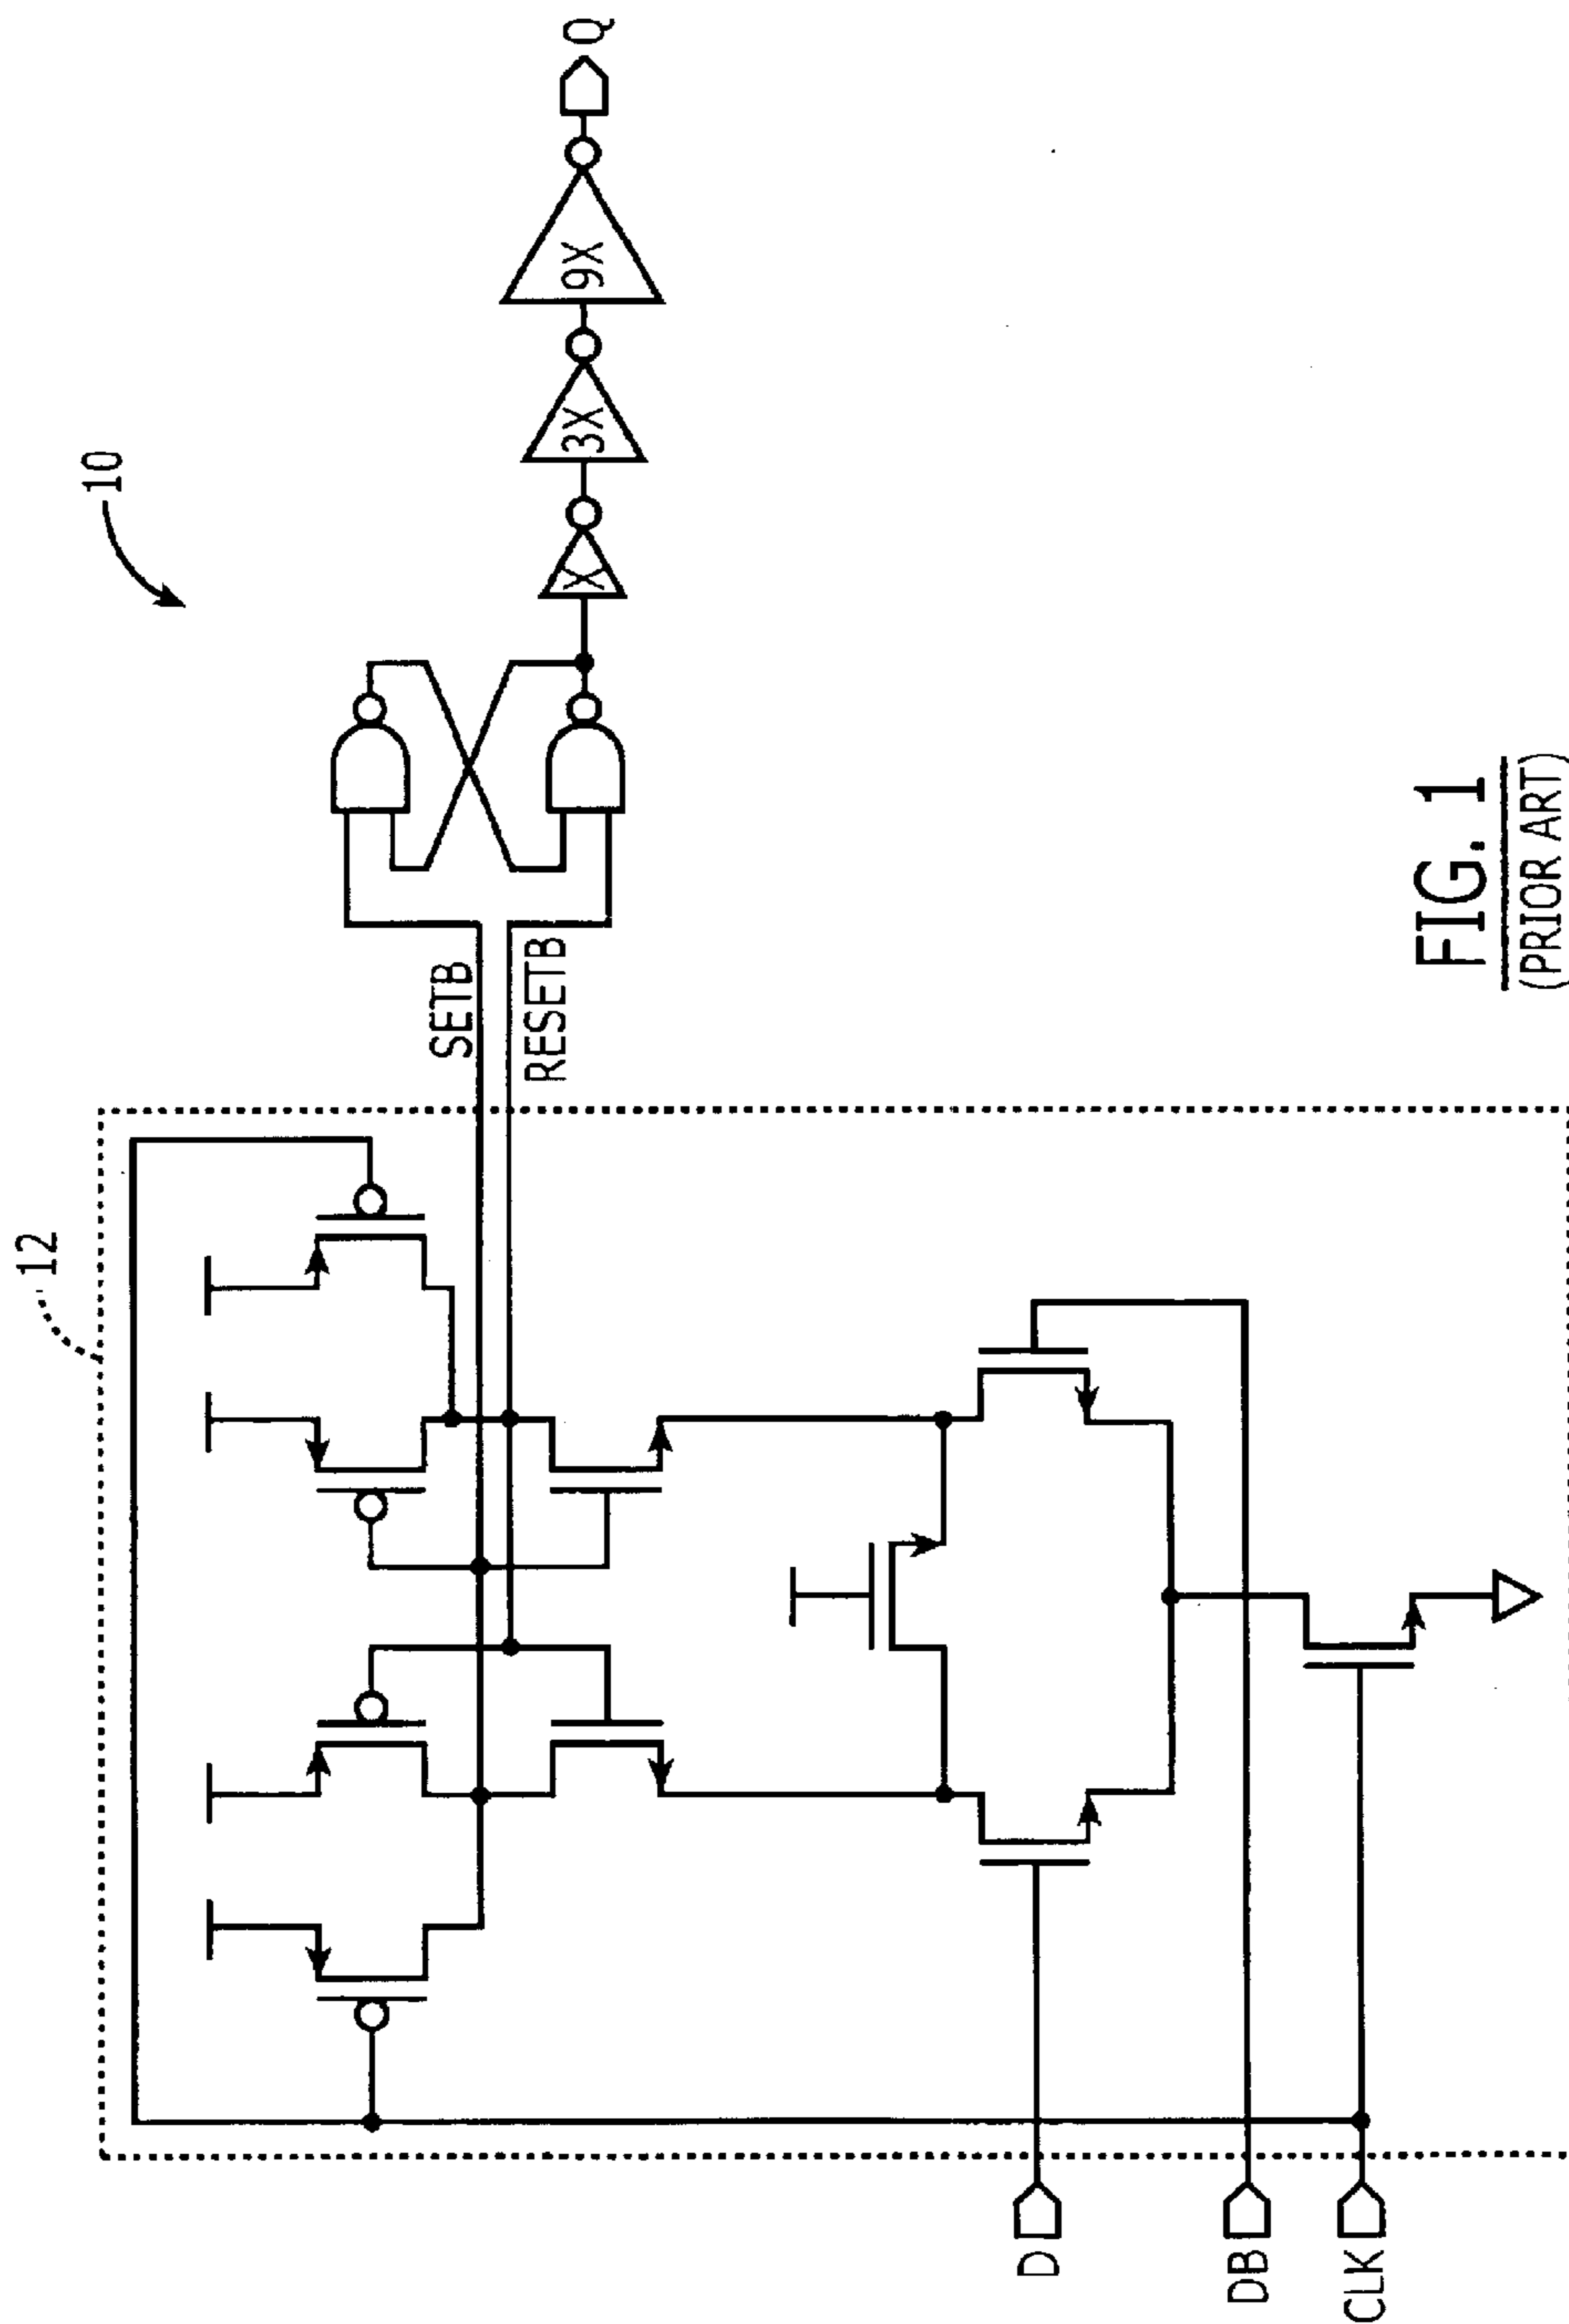 10
12
SETB
RESETB
X
3X
9X
Q
D
DB
CLK
FIG. 1
(PRIOR ART)